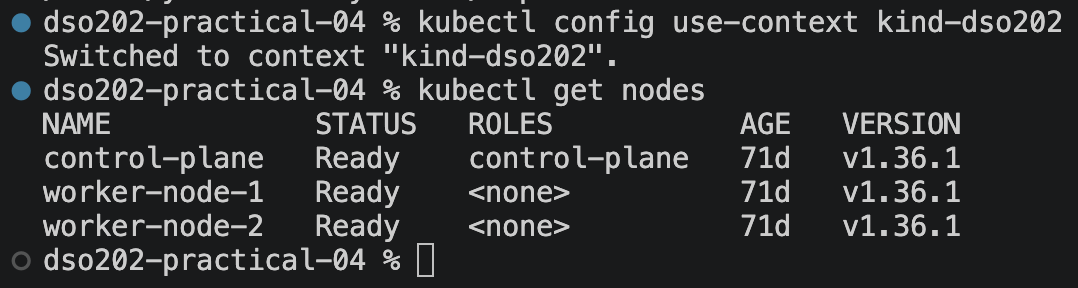 dso202-practical-04 % kubectl config use-context kind-dso202
Switched to context "kind-dso202".
dso202-practical-04 % kubectl get nodes
NAME STATUS ROLES AGE VERSION
control-plane Ready control-plane 71d v1.36.1
worker-node-1 Ready <none> 71d v1.36.1
worker-node-2 Ready <none> 71d v1.36.1
dso202-practical-04 %